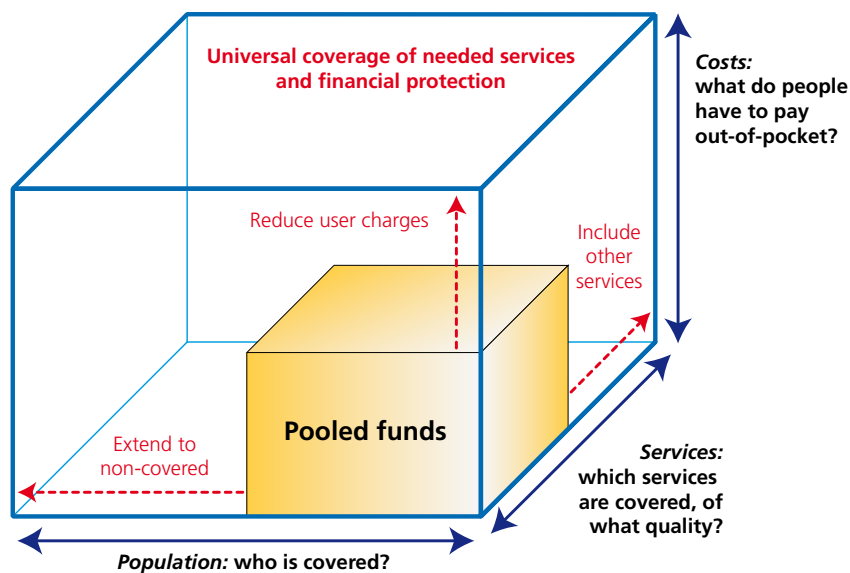 Universal coverage of needed services
and financial protection
Costs:
what do people
have to pay
out-of-pocket?
Reduce user charges
Include
other
services
Pooled funds
Extend to
non-covered
Services:
which services
are covered, of
what quality?
Population: who is covered?